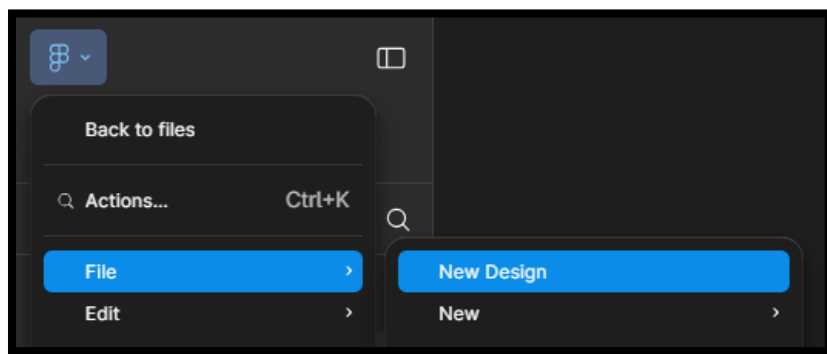 Back to files
Actions... Ctrl+K
File
New Design
Edit
New